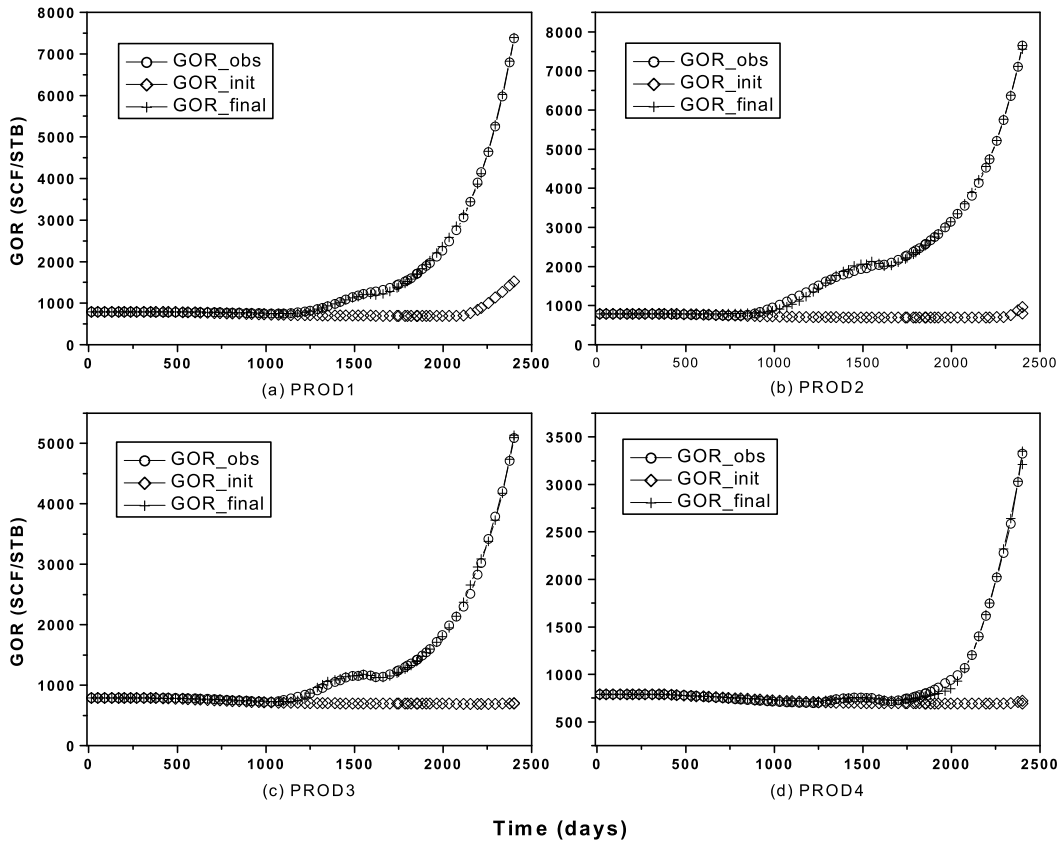 8000
7000
6000
5000
4000
3000
2000
1000
0
GOR (SCF/STB)
GOR_obs
GOR_init
GOR_final
0 500 1000 1500 2000 2500
(a) PROD1
8000
7000
6000
5000
4000
3000
2000
1000
0
GOR_obs
GOR_init
GOR_final
0 500 1000 1500 2000 2500
(b) PROD2
5000
4000
3000
2000
1000
0
GOR (SCF/STB)
GOR_obs
GOR_init
GOR_final
0 500 1000 1500 2000 2500
(c) PROD3
3500
3000
2500
2000
1500
1000
500
GOR_obs
GOR_init
GOR_final
0 500 1000 1500 2000 2500
(d) PROD4
Time (days)